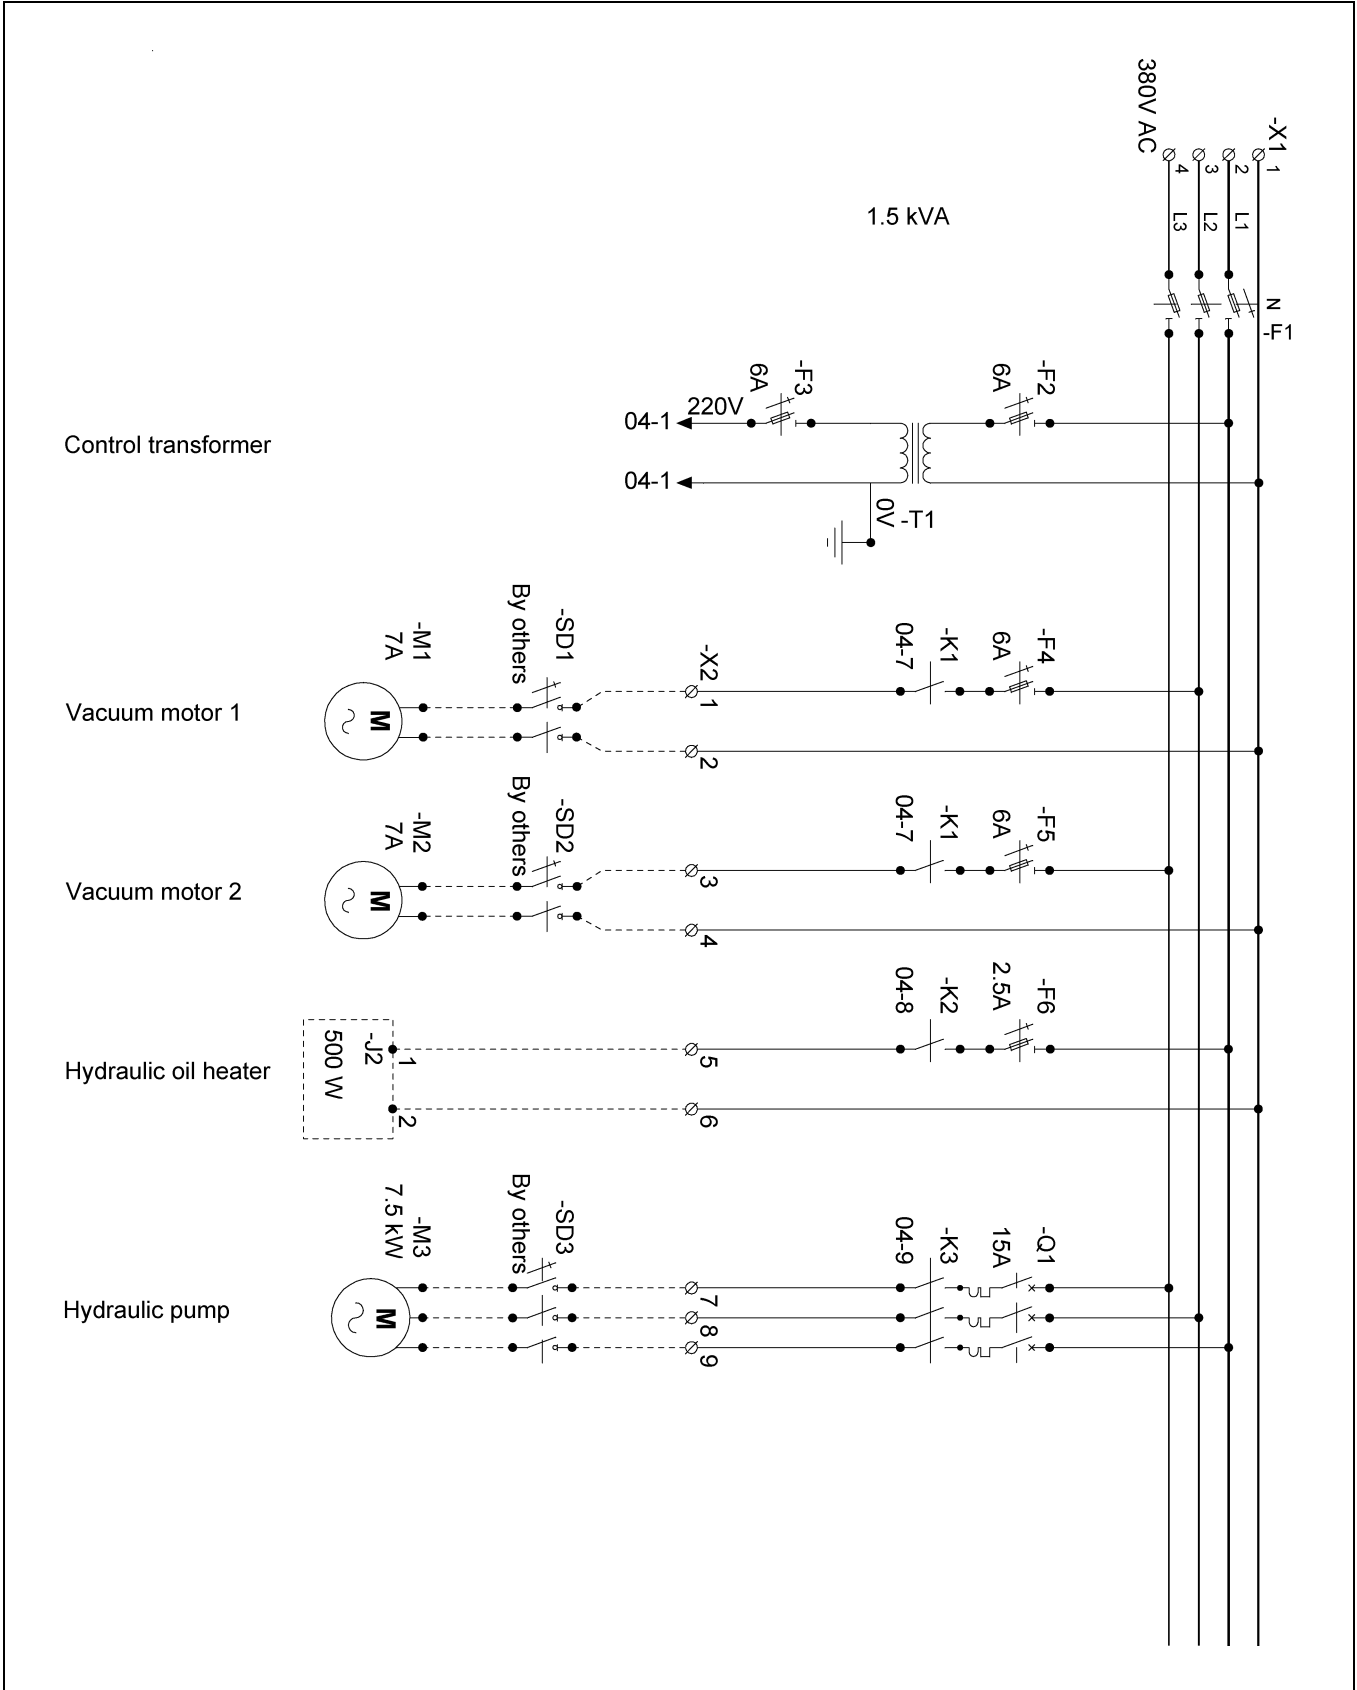 380V AC
-X1
4
3
2
1
L3
L2
L1
N
-F1
1.5 kVA
Control transformer
04-1
220V
04-1
6A
-F3
6A
-F2
0V
-T1
Vacuum motor 1
7A
-M1
M
By others
-SD1
-X2
1
2
04-7
-K1
6A
-F4
Vacuum motor 2
7A
-M2
M
By others
-SD2
3
4
04-7
-K1
6A
-F5
Hydraulic oil heater
500 W
-J2
1
2
5
6
04-8
-K2
2.5A
-F6
Hydraulic pump
7.5 kW
-M3
M
By others
-SD3
7
8
9
04-9
-K3
15A
-Q1